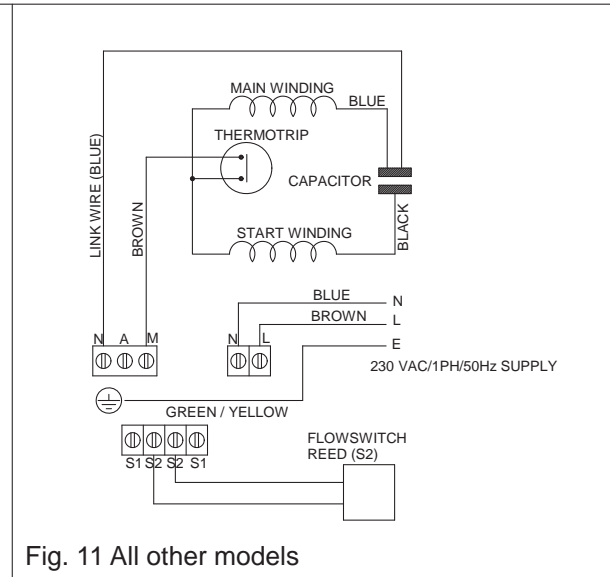 MAIN WINDING
BLUE
THERMOTRIP
CAPACITOR
LINK WIRE (BLUE)
BROWN
BLACK
START WINDING
BLUE N
BROWN L
E
N A M
N L
230 VAC/1PH/50Hz SUPPLY
GREEN / YELLOW
S1 S2 S2 S1
FLOWSWITCH
REED (S2)
Fig. 11 All other models